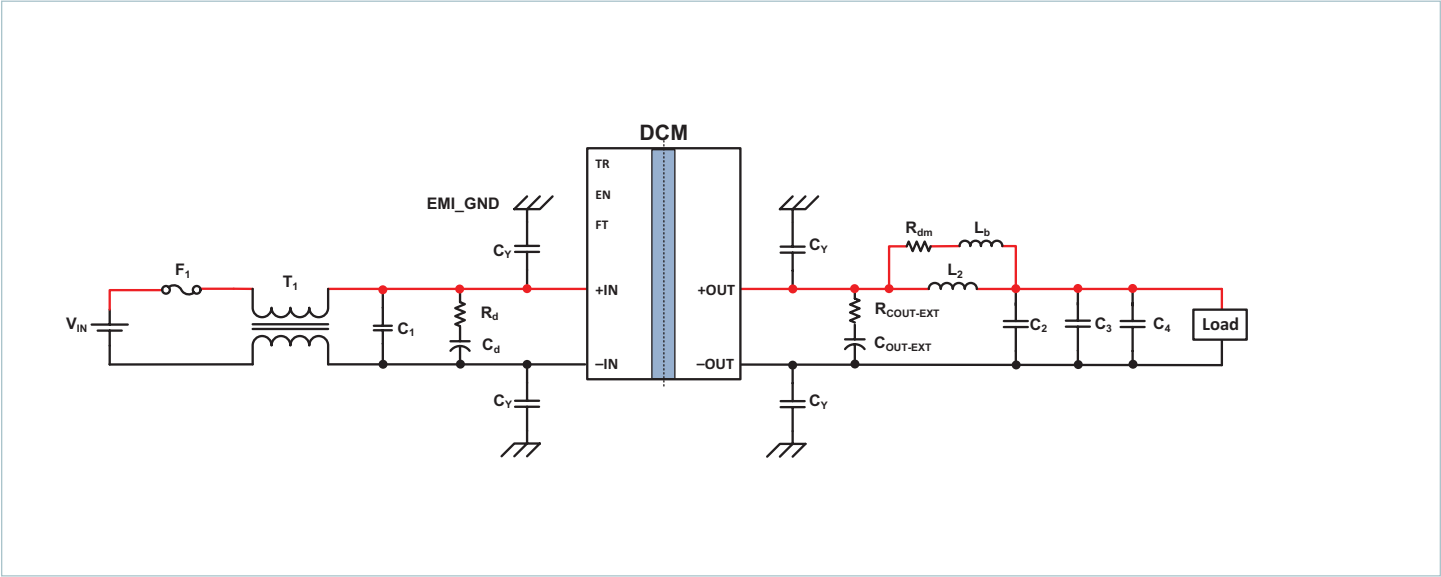 DCM
TR
EN
FT
EMI_GND
CY
CY
Rdm
Lb
F1
T1
L2
+IN
+OUT
VIN
C1
Rd
Cd
RCOUT-EXT
COUT-EXT
C2
C3
C4
Load
–IN
–OUT
CY
CY